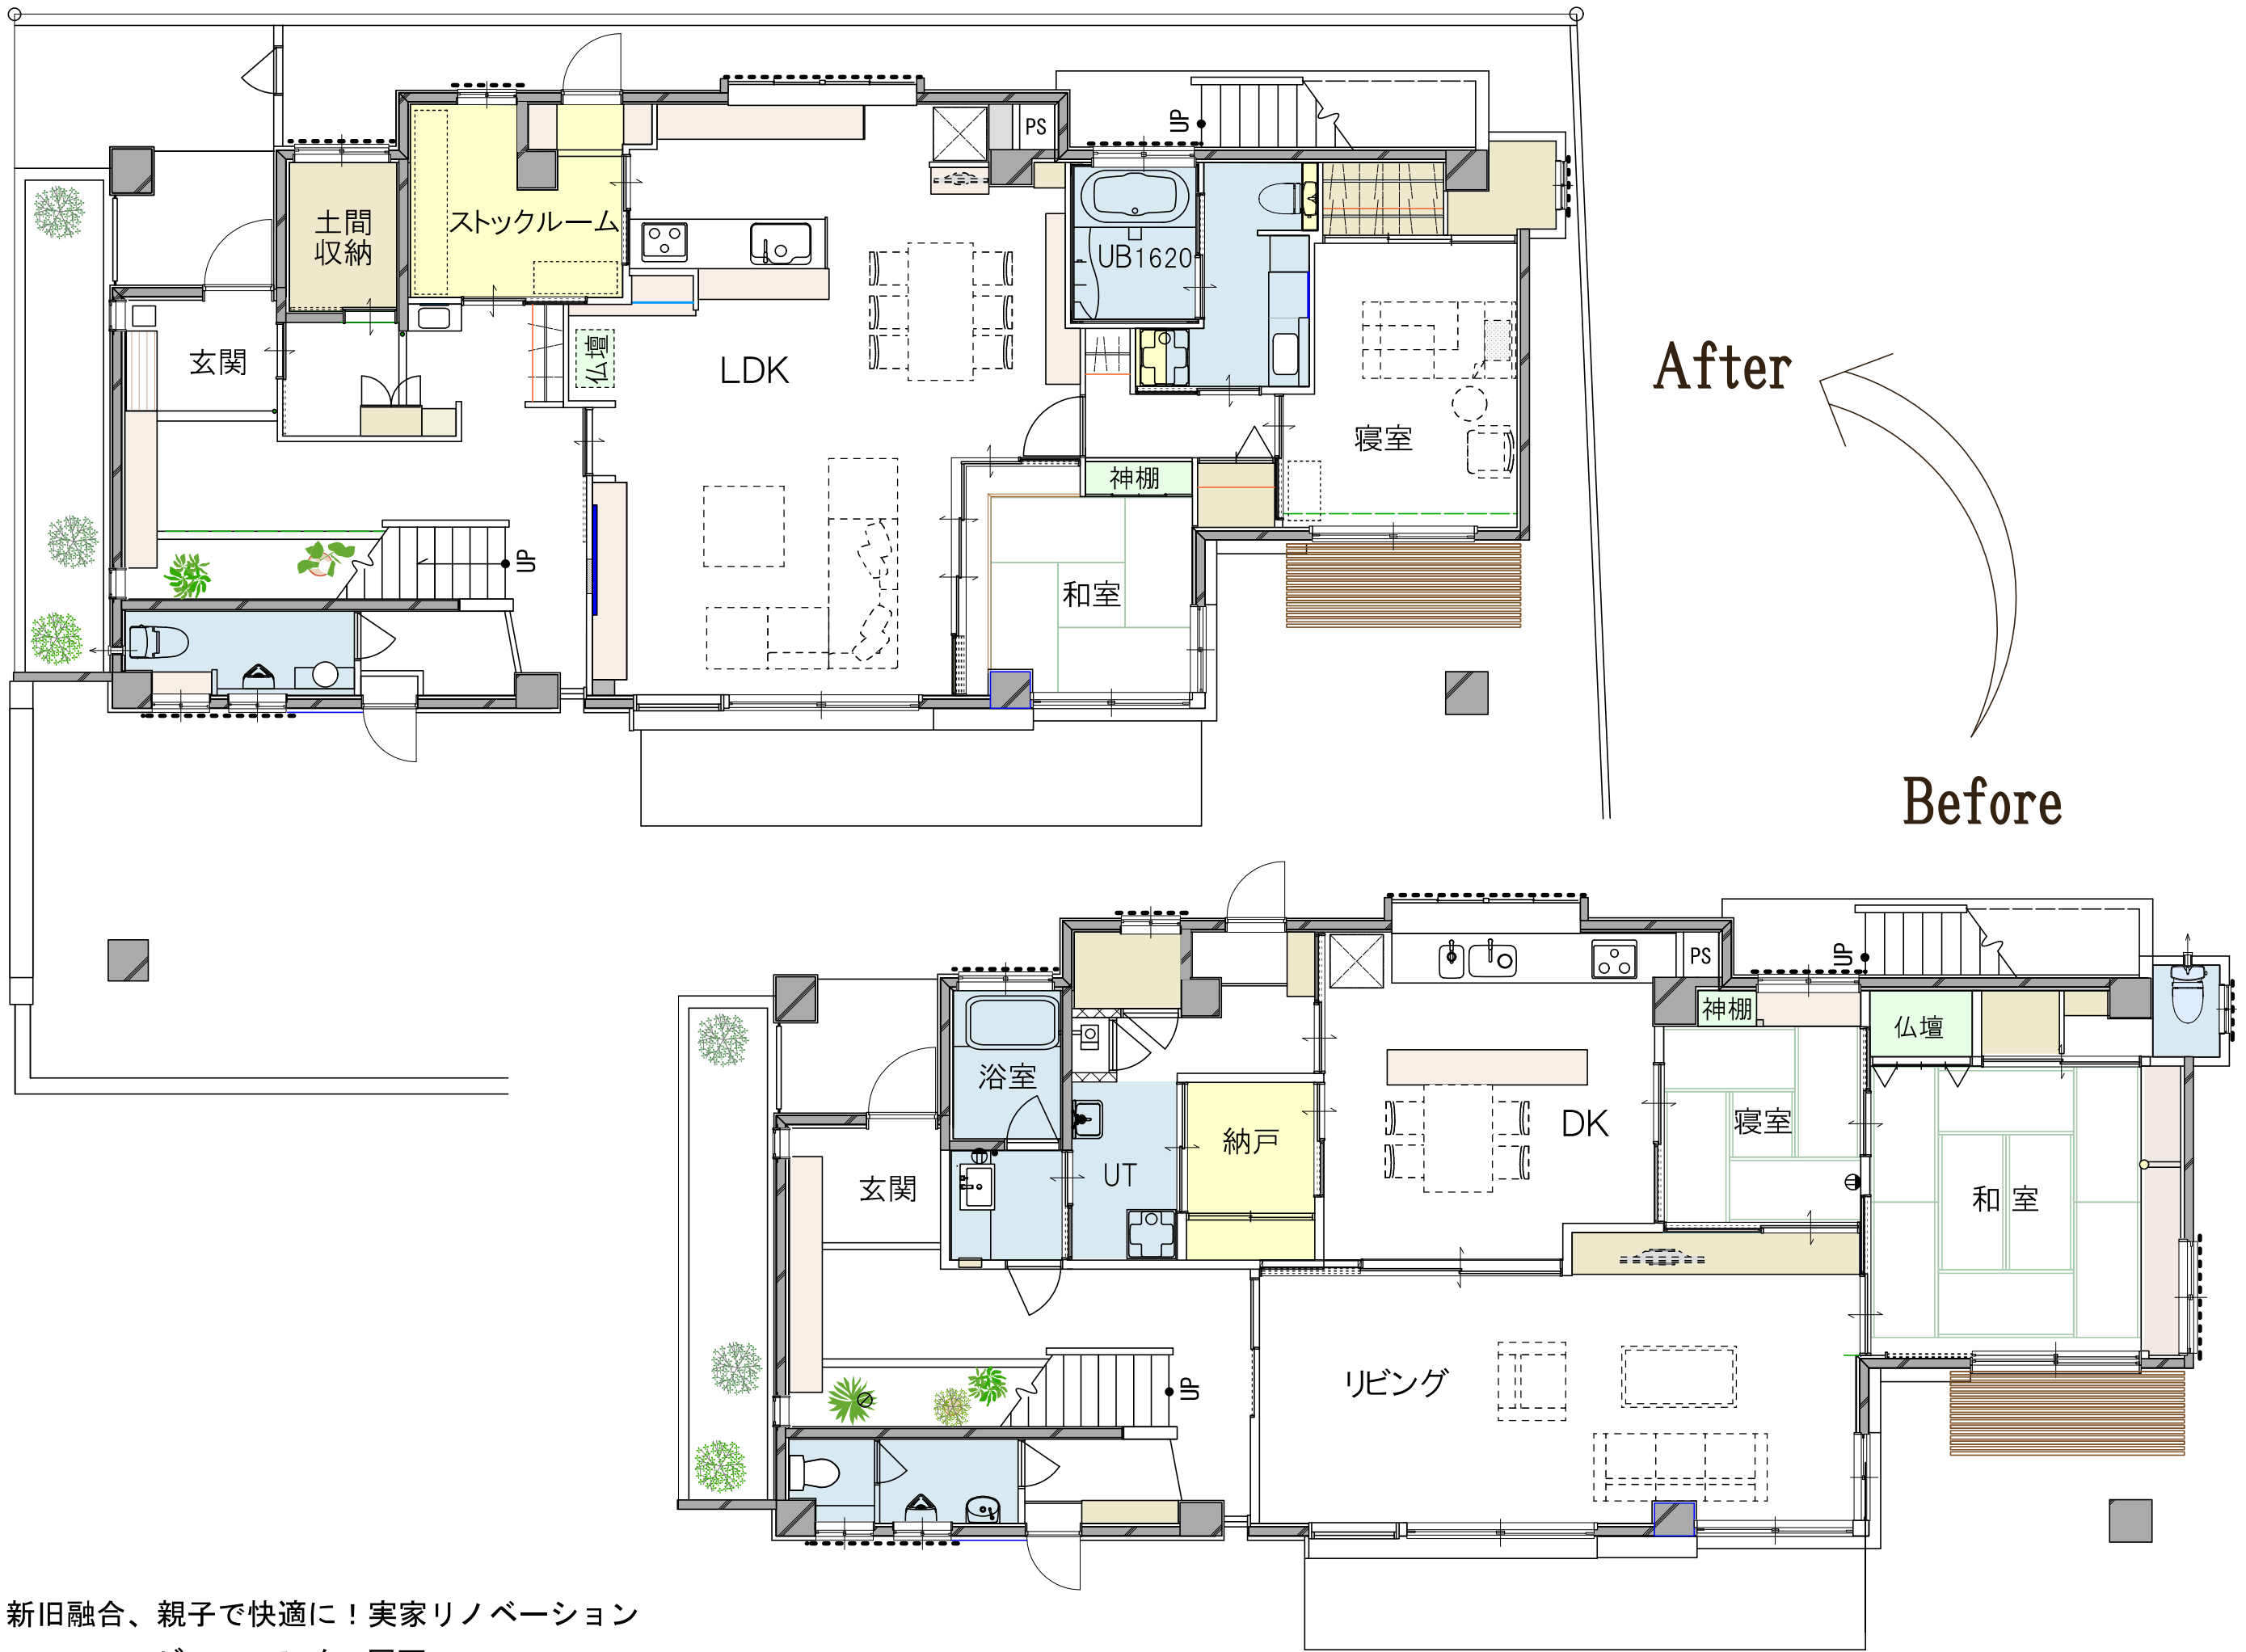 PS
UP
土間
収納
ストックルーム
UB1620
玄関
仏壇
LDK
寝室
神棚
UP
和室
After
Before
PS
UP
神棚
仏壇
浴室
納戸
DK
寝室
UT
玄関
和室
リビング
UP
新旧融合、親子で快適に！実家リノベーション